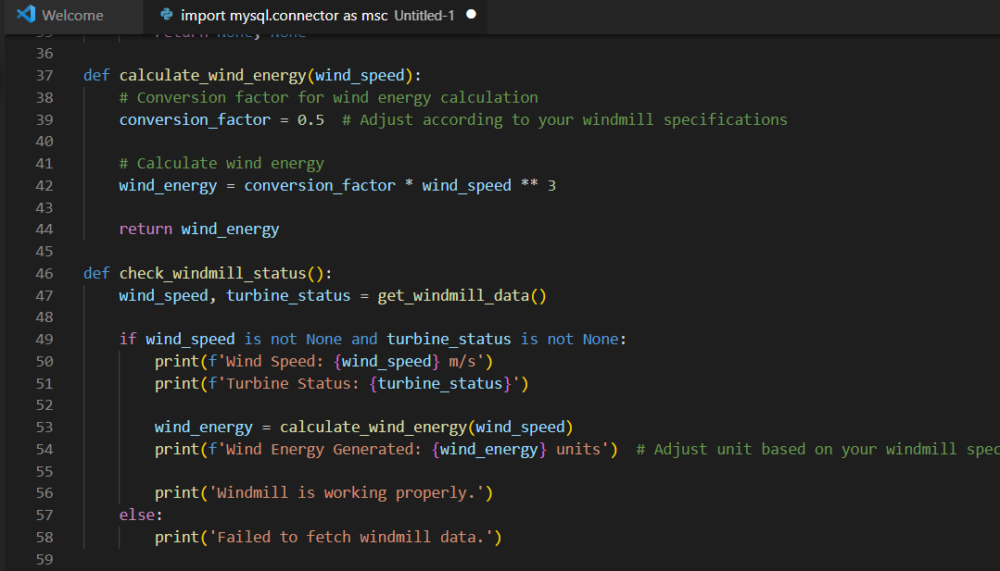 Welcome import mysql.connector as msc Untitled-1
35 return None, None
36
37 def calculate_wind_energy(wind_speed):
38 # Conversion factor for wind energy calculation
39 conversion_factor = 0.5  # Adjust according to your windmill specifications
40
41 # Calculate wind energy
42 wind_energy = conversion_factor * wind_speed ** 3
43
44 return wind_energy
45
46 def check_windmill_status():
47 wind_speed, turbine_status = get_windmill_data()
48
49 if wind_speed is not None and turbine_status is not None:
50 print(f'Wind Speed: {wind_speed} m/s')
51 print(f'Turbine Status: {turbine_status}')
52
53 wind_energy = calculate_wind_energy(wind_speed)
54 print(f'Wind Energy Generated: {wind_energy} units')  # Adjust unit based on your windmill spec
55
56 print('Windmill is working properly.')
57 else:
58 print('Failed to fetch windmill data.')
59